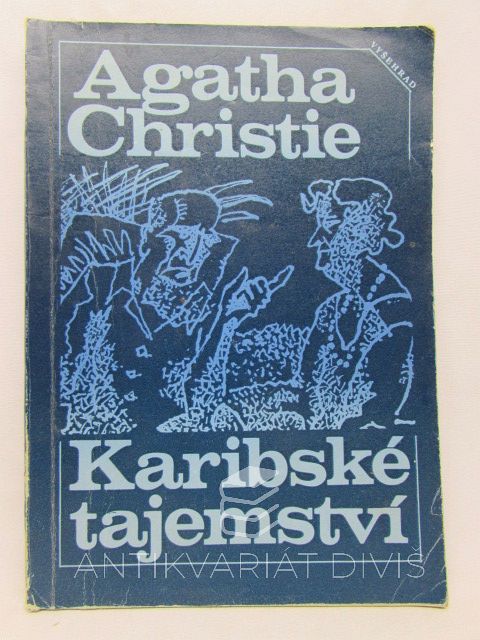 VYŠEHRAD
Agatha
Christie
Karibské
tajemství
ANTIKVARIÁT DIVIŠ